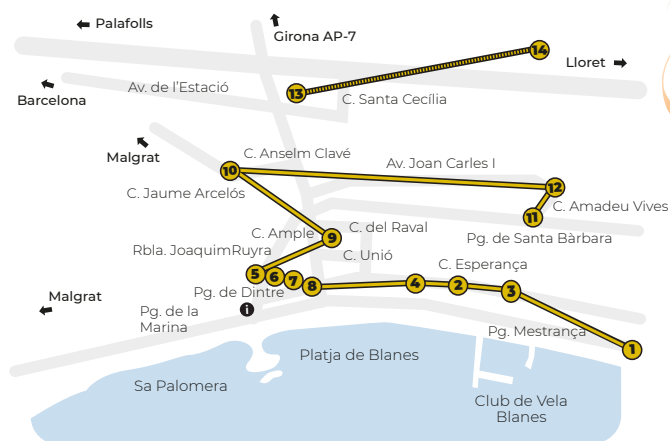 Palafolls
Girona AP-7
14
Lloret
Barcelona
Av. de l'Estació
13
C. Santa Cecília
Malgrat
C. Anselm Clavé
10
Av. Joan Carles I
12
C. Jaume Arcelós
C. Amadeu Vives
11
C. Ample
9
C. del Raval
Pg. de Santa Bàrbara
Rbla. JoaquimRuyra
C. Unió
C. Esperança
5
6
7
8
4
2
3
Pg. de Dintre
Malgrat
i
Pg. de la
Marina
Pg. Mestrança
1
Platja de Blanes
Sa Palomera
Club de Vela
Blanes